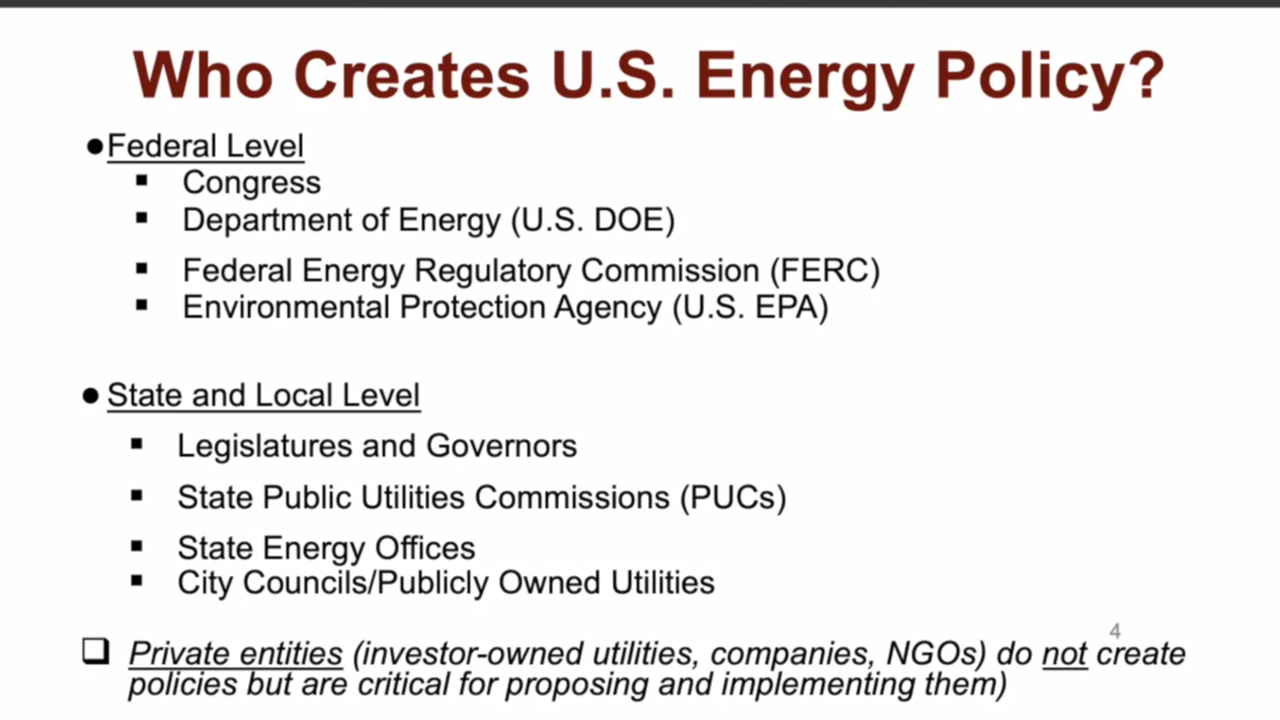 Who Creates U.S. Energy Policy?
●Federal Level
▪ Congress
▪ Department of Energy (U.S. DOE)
▪ Federal Energy Regulatory Commission (FERC)
▪ Environmental Protection Agency (U.S. EPA)
● State and Local Level
▪ Legislatures and Governors
▪ State Public Utilities Commissions (PUCs)
▪ State Energy Offices
▪ City Councils/Publicly Owned Utilities
4
❑ Private entities (investor-owned utilities, companies, NGOs) do not create
policies but are critical for proposing and implementing them)